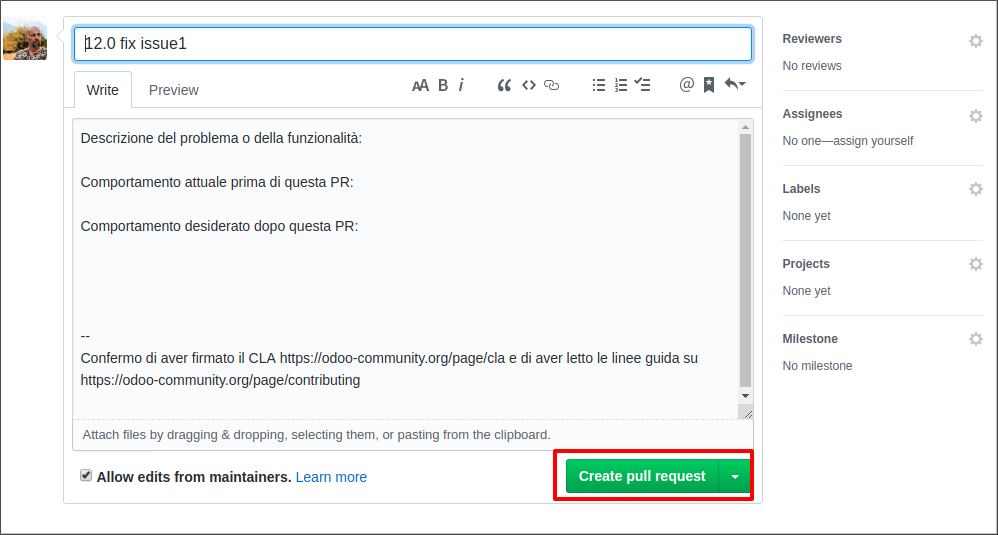 12.0 fix issue1
Write
Preview
AA B i
@
Descrizione del problema o della funzionalità:
Comportamento attuale prima di questa PR:
Comportamento desiderato dopo questa PR:
--
Confermo di aver firmato il CLA https://odoo-community.org/page/cla e di aver letto le linee guida su
https://odoo-community.org/page/contributing
Attach files by dragging & dropping, selecting them, or pasting from the clipboard.
Allow edits from maintainers. Learn more
Create pull request
Reviewers
No reviews
Assignees
No one—assign yourself
Labels
None yet
Projects
None yet
Milestone
No milestone